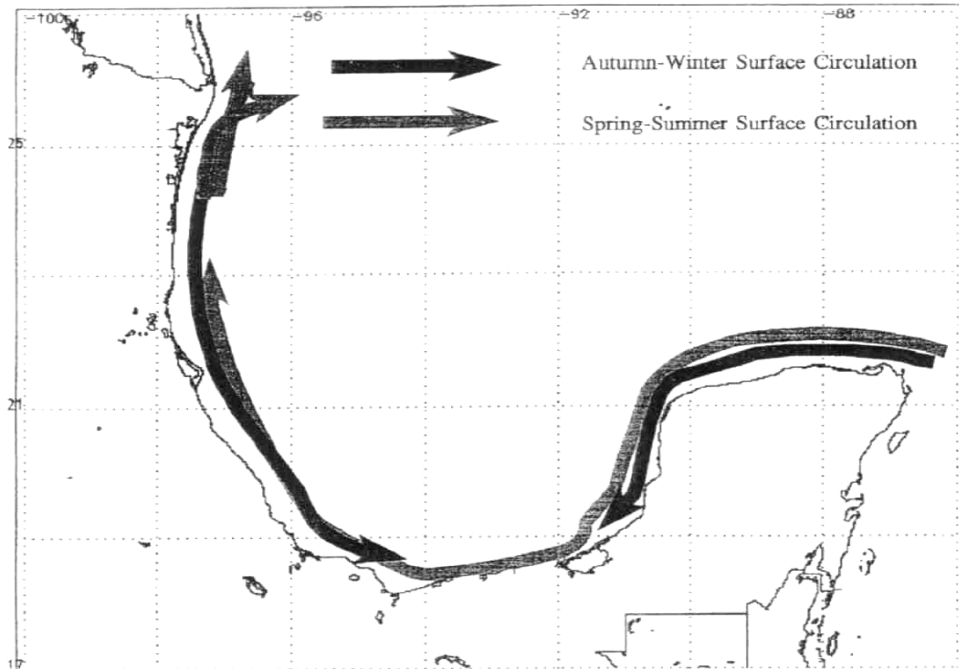 -100 -96 -92 -88
Autumn-Winter Surface Circulation
Spring-Summer Surface Circulation
25
21
17